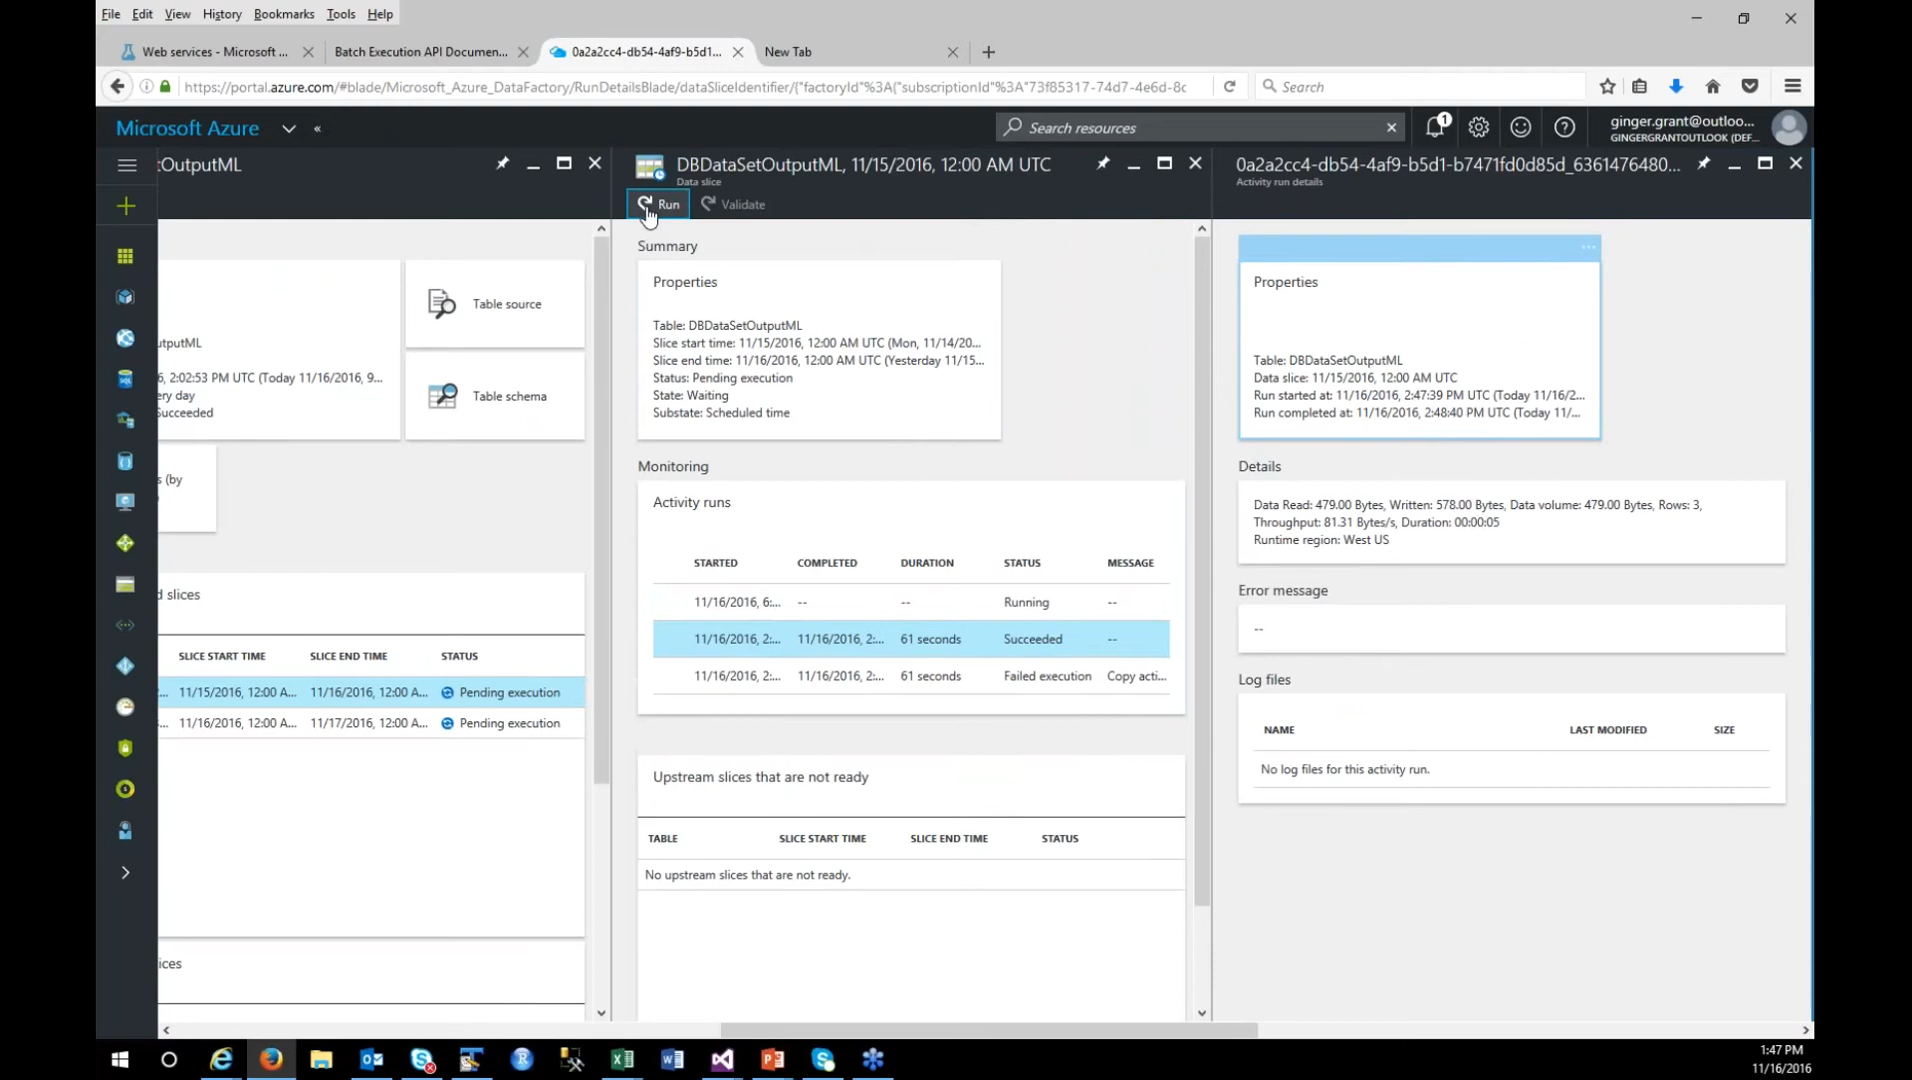 File Edit View History Bookmarks Tools Help
Web services - Microsoft ...
Batch Execution API Documen...
0a2a2cc4-db54-4af9-b5d1...
New Tab
https://portal.azure.com/#blade/Microsoft_Azure_DataFactory/RunDetailsBlade/dataSliceIdentifier/{"factoryId"%3A{"subscriptionId"%3A"73f85317-74d7-4e6d-8c
Search
Microsoft Azure
Search resources
1
ginger.grant@outloo...
GINGERGRANTOUTLOOK (DEF...
tOutputML
DBDataSetOutputML, 11/15/2016, 12:00 AM UTC
Data slice
0a2a2cc4-db54-4af9-b5d1-b7471fd0d85d_6361476480...
Activity run details
Run
Validate
Table source
utputML
6, 2:02:53 PM UTC (Today 11/16/2016, 9...
ery day
Succeeded
Table schema
s (by
d slices
SLICE START TIME SLICE END TIME STATUS
... 11/15/2016, 12:00 A... 11/16/2016, 12:00 A... Pending execution
... 11/16/2016, 12:00 A... 11/17/2016, 12:00 A... Pending execution
ices
Summary
Properties
Table: DBDataSetOutputML
Slice start time: 11/15/2016, 12:00 AM UTC (Mon, 11/14/20...
Slice end time: 11/16/2016, 12:00 AM UTC (Yesterday 11/15...
Status: Pending execution
State: Waiting
Substate: Scheduled time
Monitoring
Activity runs
STARTED COMPLETED DURATION STATUS MESSAGE
11/16/2016, 6:... -- -- Running --
11/16/2016, 2:... 11/16/2016, 2:... 61 seconds Succeeded --
11/16/2016, 2:... 11/16/2016, 2:... 61 seconds Failed execution Copy acti...
Upstream slices that are not ready
TABLE SLICE START TIME SLICE END TIME STATUS
No upstream slices that are not ready.
Properties
Table: DBDataSetOutputML
Data slice: 11/15/2016, 12:00 AM UTC
Run started at: 11/16/2016, 2:47:39 PM UTC (Today 11/16/2...
Run completed at: 11/16/2016, 2:48:40 PM UTC (Today 11/...
Details
Data Read: 479.00 Bytes, Written: 578.00 Bytes, Data volume: 479.00 Bytes, Rows: 3,
Throughput: 81.31 Bytes/s, Duration: 00:00:05
Runtime region: West US
Error message
--
Log files
NAME LAST MODIFIED SIZE
No log files for this activity run.
1:47 PM
11/16/2016